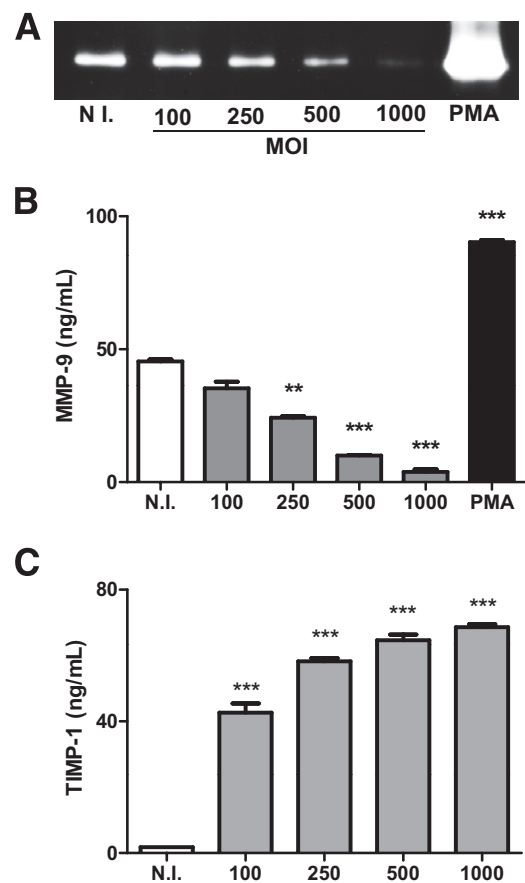 A
N I. 100 250 500 1000 PMA
MOI
B
MMP-9 (ng/mL)
100
50
0
**
***
***
***
N.I. 100 250 500 1000 PMA
C
TIMP-1 (ng/mL)
80
40
0
***
***
***
***
N.I. 100 250 500 1000